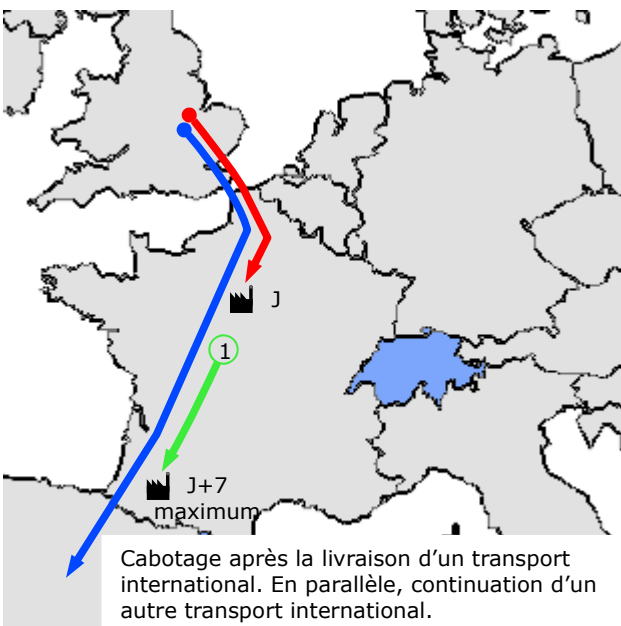 J
1
J+7
maximum
Cabotage après la livraison d'un transport
international. En parallèle, continuation d'un
autre transport international.